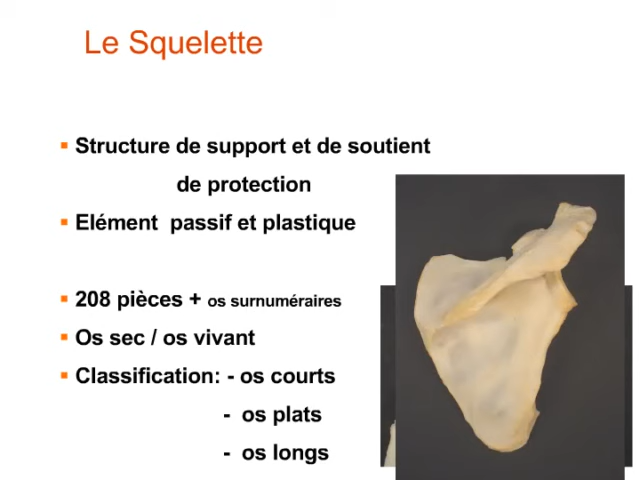 Le Squelette
Structure de support et de soutient
de protection
Elément passif et plastique
208 pièces + os surnuméraires
Os sec / os vivant
Classification: - os courts
- os plats
- os longs